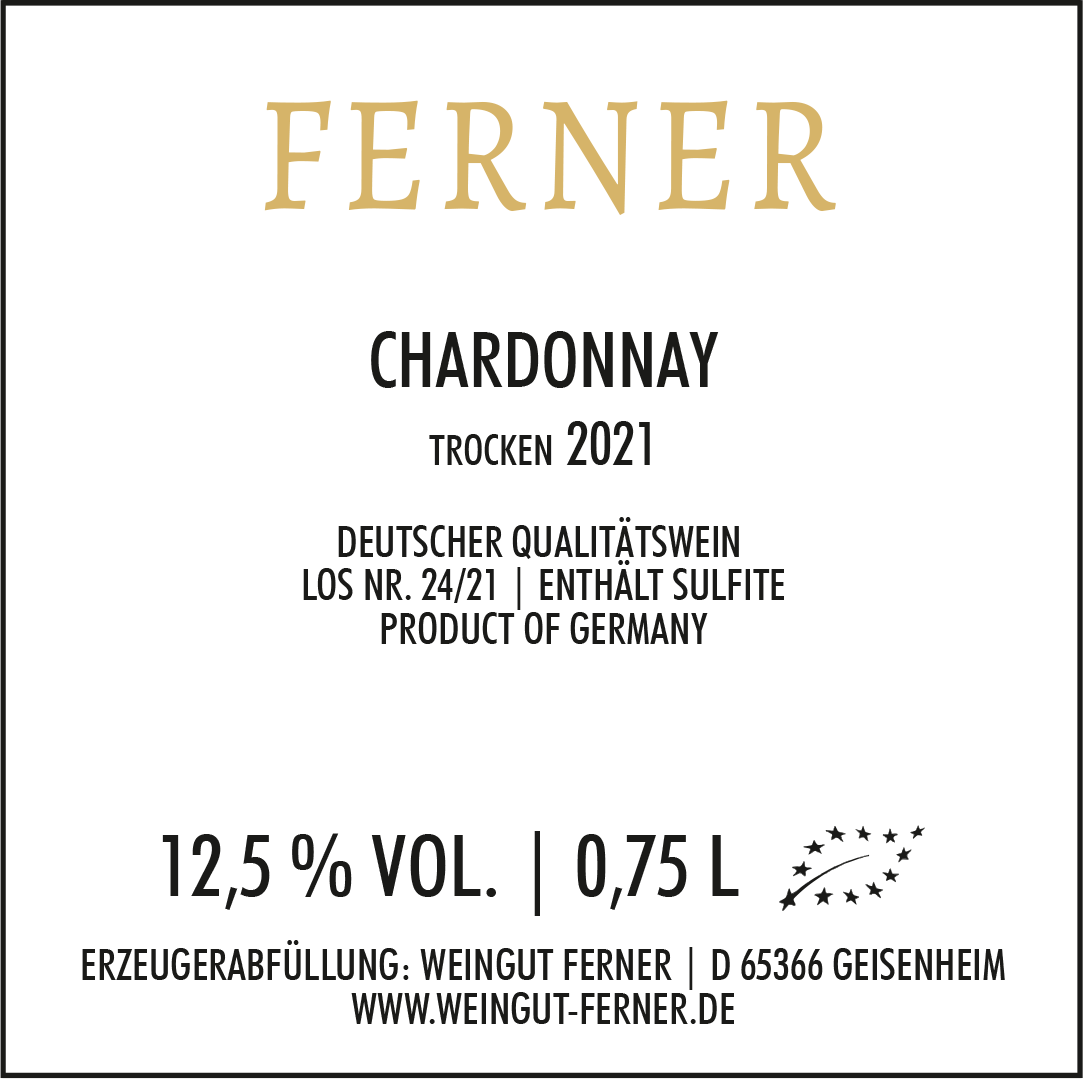 FERNER
CHARDONNAY
TROCKEN 2021
DEUTSCHER QUALITÄTSWEIN
LOS NR. 24/21 | ENTHÄLT SULFITE
PRODUCT OF GERMANY
12,5 % VOL. | 0,75 L
ERZEUGERABFÜLLUNG: WEINGUT FERNER | D 65366 GEISENHEIM
WWW.WEINGUT-FERNER.DE